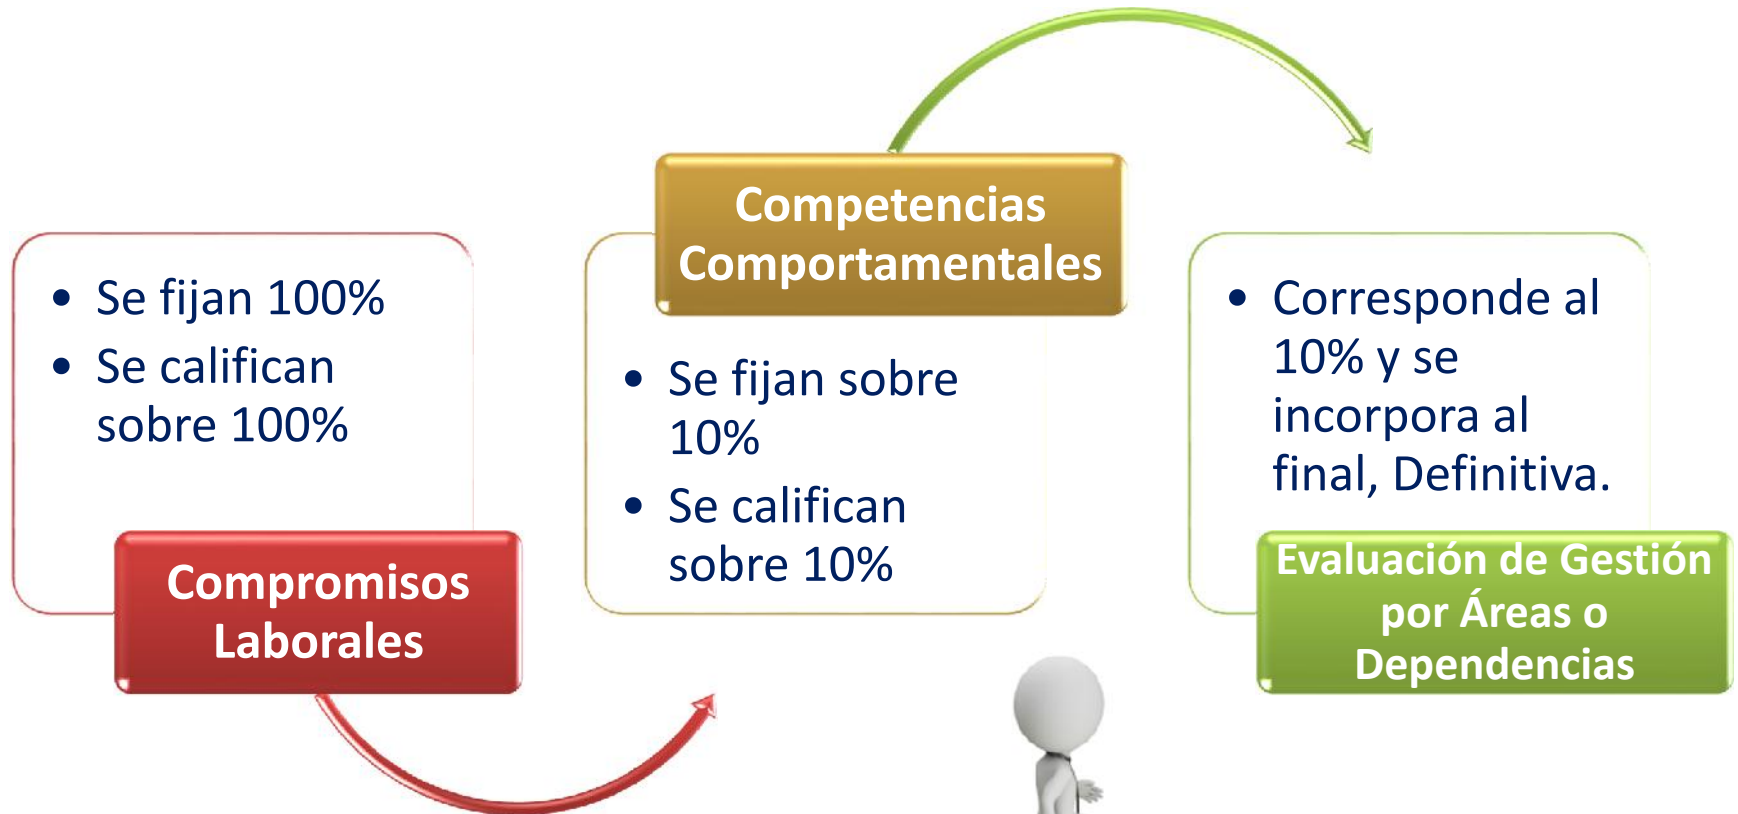 • Se fijan 100%
• Se califican
sobre 100%
Compromisos
Laborales
Competencias
Comportamentales
• Se fijan sobre
10%
• Se califican
sobre 10%
• Corresponde al
10% y se
incorpora al
final, Definitiva.
Evaluación de Gestión
por Áreas o
Dependencias